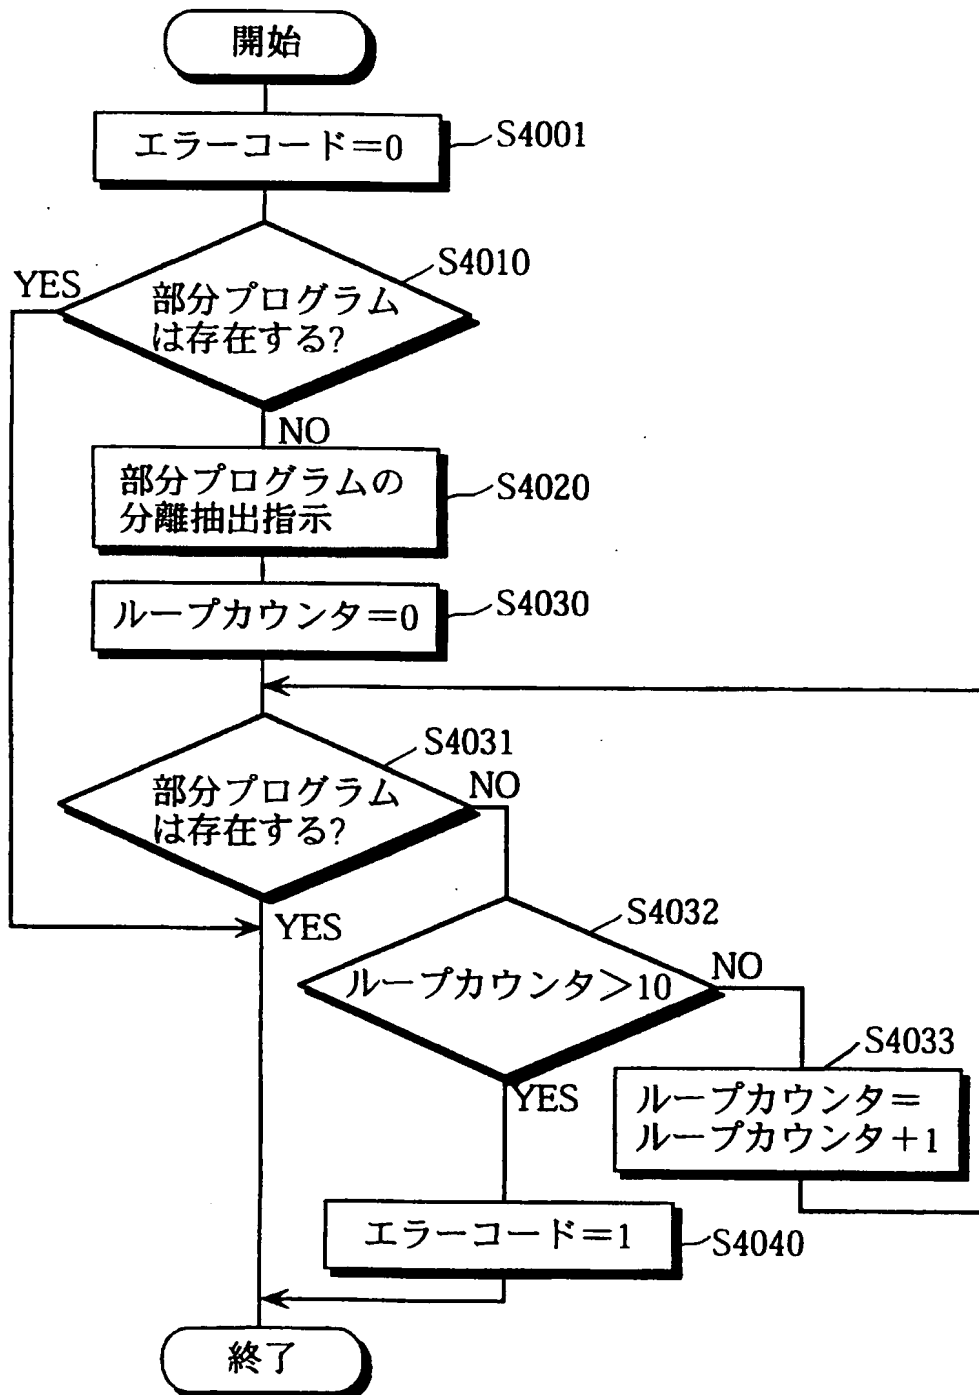 開始
エラーコード＝0
S4001
S4010
YES
部分プログラム
は存在する?
NO
部分プログラムの
分離抽出指示
S4020
ループカウンタ＝0
S4030
S4031
部分プログラム
は存在する?
NO
YES
S4032
ループカウンタ＞10
NO
YES
S4033
ループカウンタ＝
ループカウンタ＋1
エラーコード＝1
S4040
終了